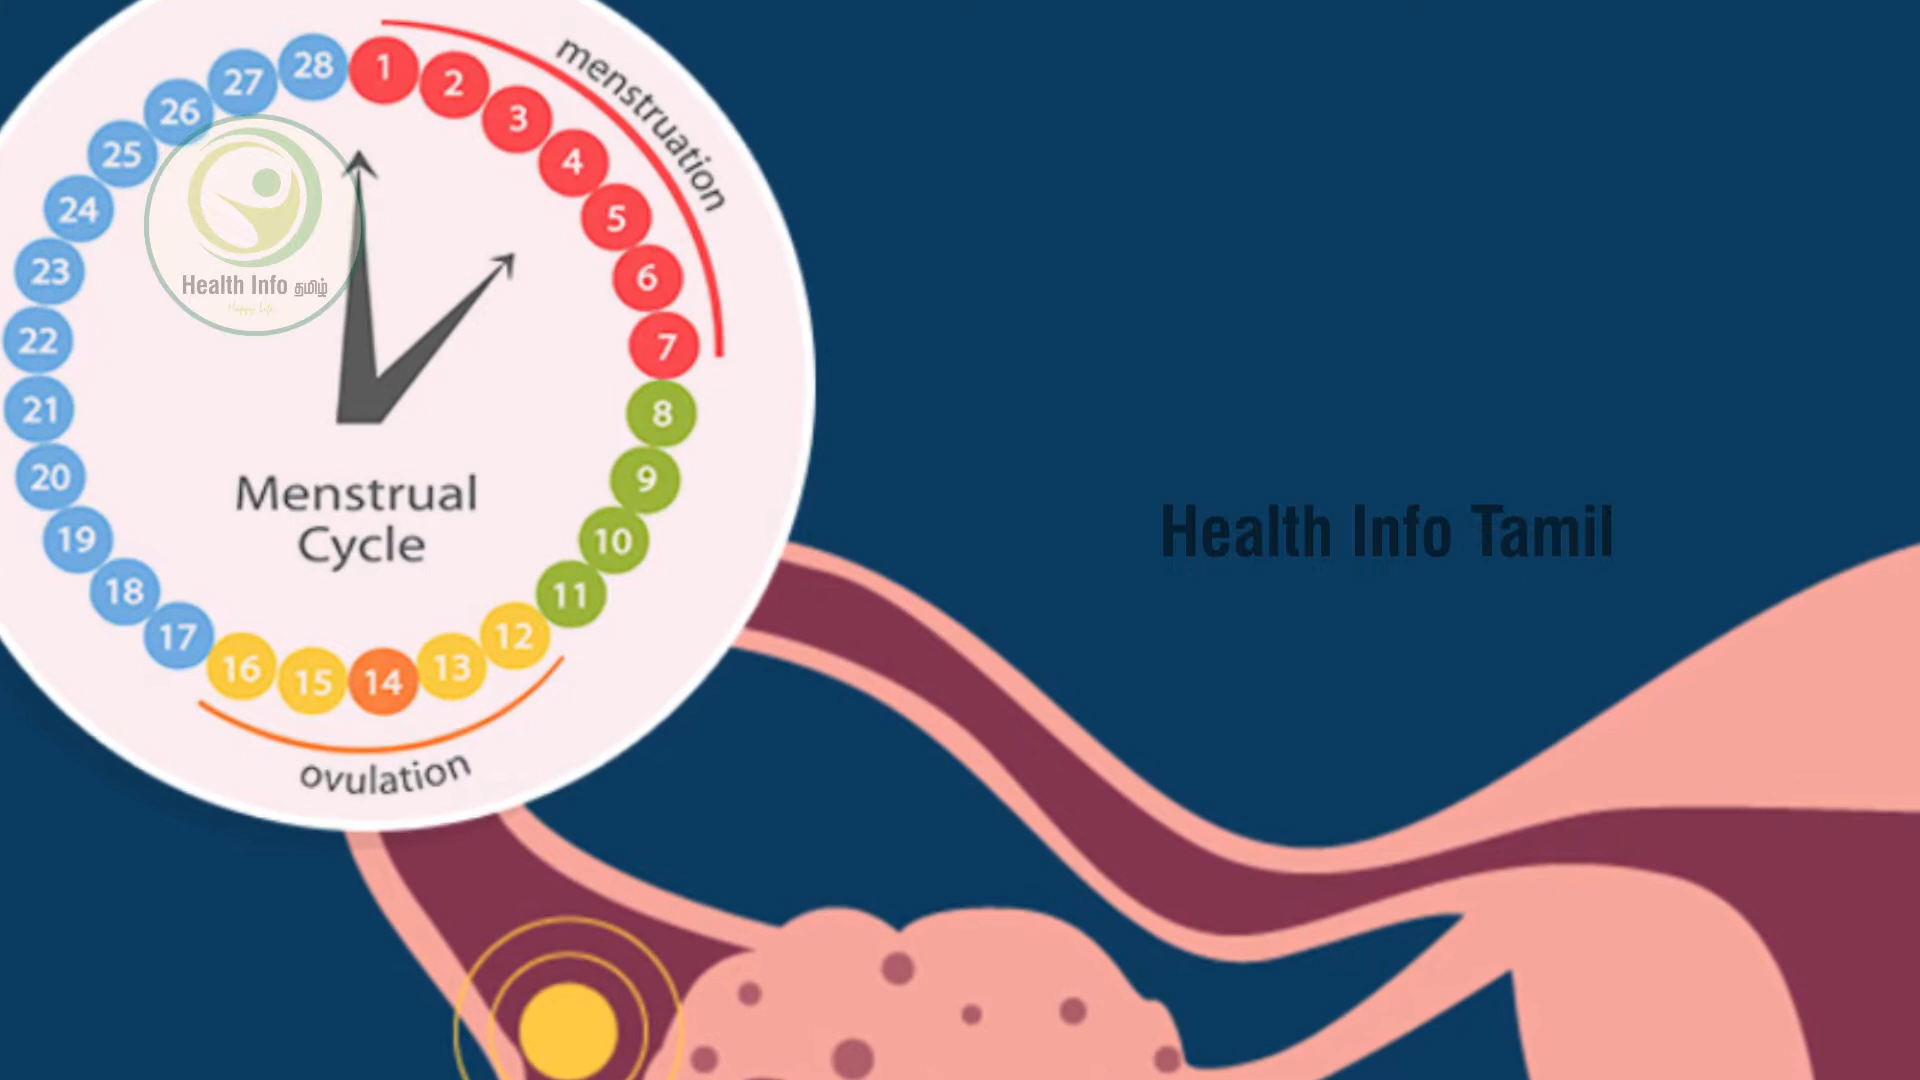 menstruation
28 1 2 3 4 5 6 7 8 9 10 11 12 13 14 15 16 17 18 19 20 21 22 23 24 25 26 27
Health Info தமிழ்
Happy Life
Menstrual
Cycle
ovulation
Health Info Tamil